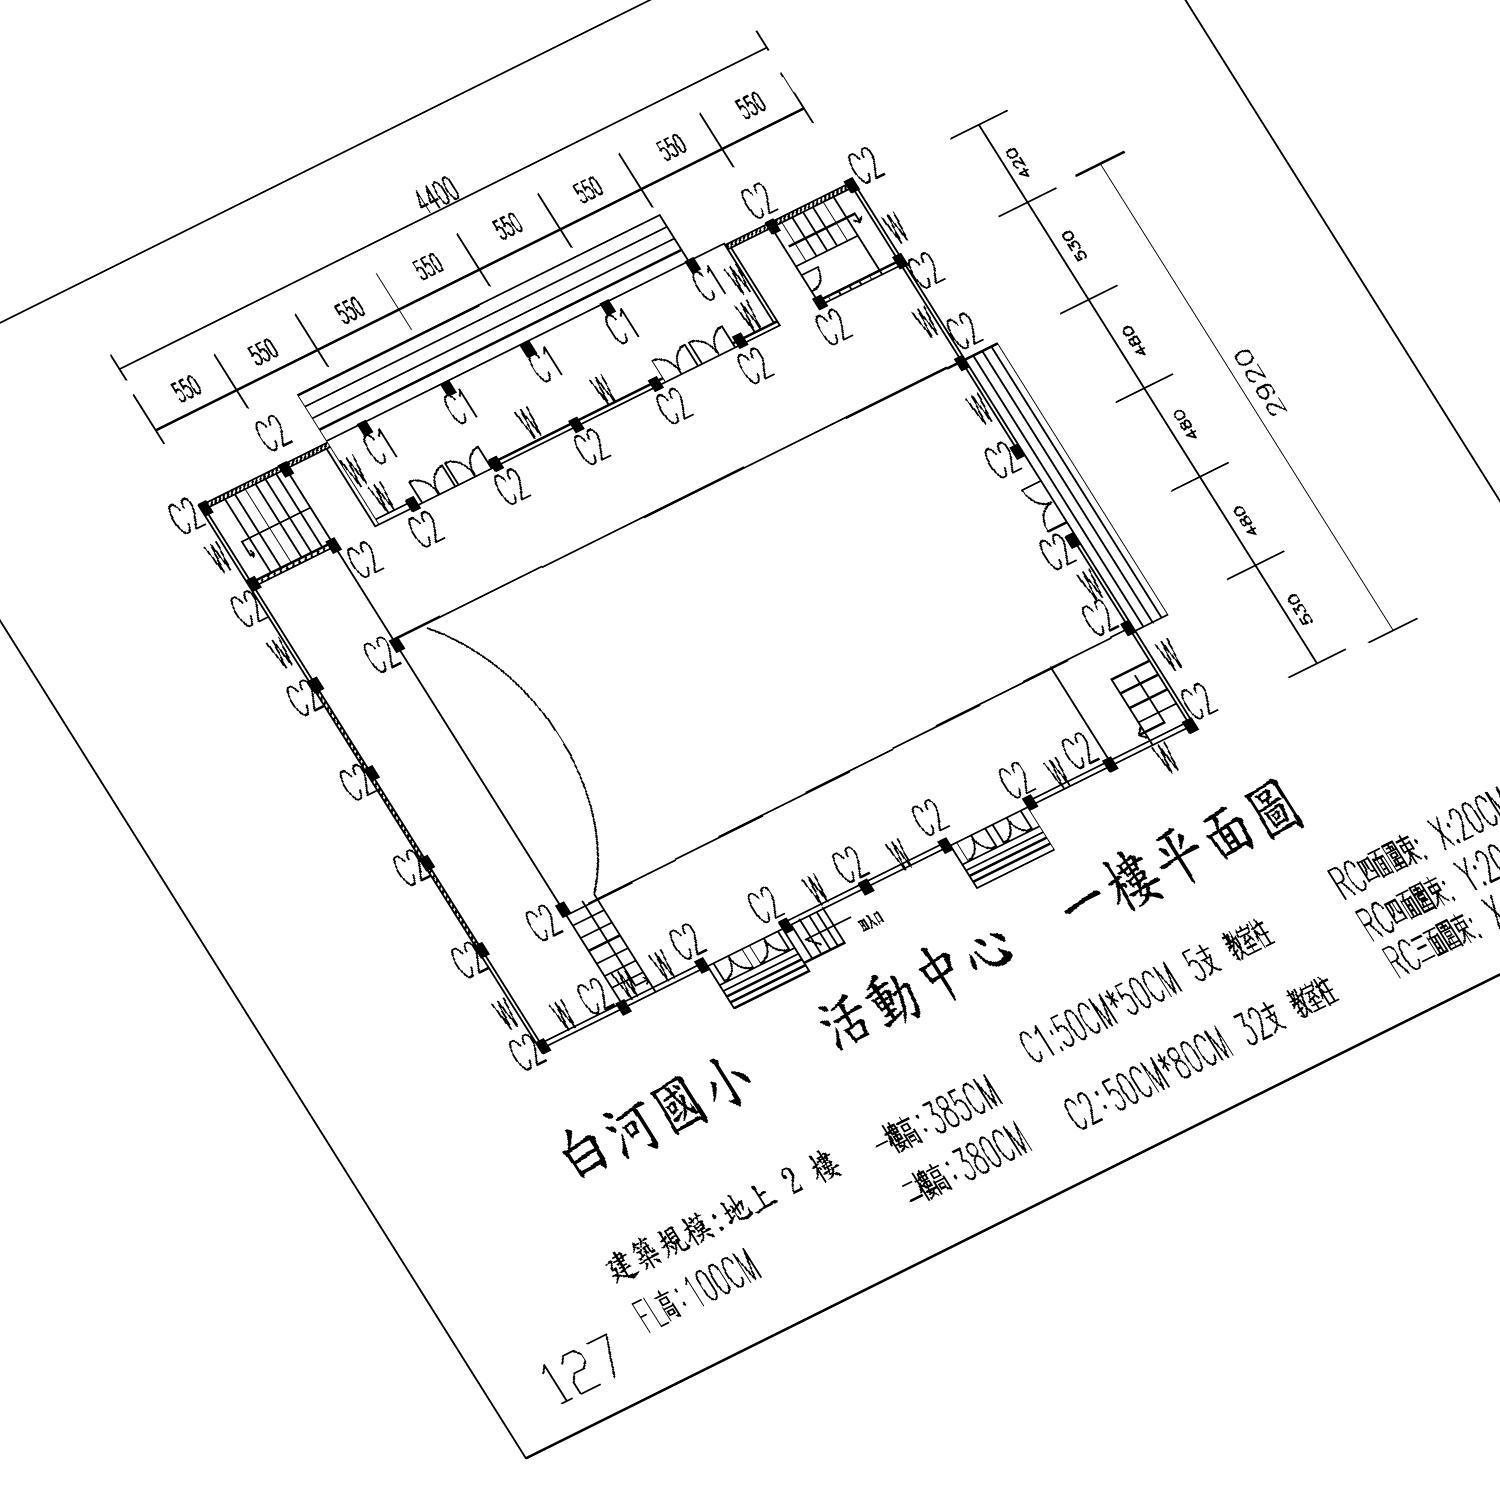 4400
550 550 550 550 550 550 550 550
420
530
480
480
480
530
2920
C2 C2 C2 C2
C1 C1 C1 C1 C1
W W W W W W W
C2 C2 C2 C2 C2 C2 C2 C2
W C2 W C2
W C2 W
C2 C2 W
C2 C2
C2 C2
C2 W C2
C2 W
C2 C2
W C2 W C2 W W C2 C2 W C2 W C2 C2 W C2 W
出入口
白河國小 活動中心 一樓平面圖
建築規模:地上 2 樓
FL高:100CM
一樓高:385CM
二樓高:380CM
C1:50CM*50CM 5支 教室柱
C2:50CM*80CM 32支 教室柱
RC四面圍束: X:20CM
RC四面圍束: Y:20
RC三面圍束: X
127